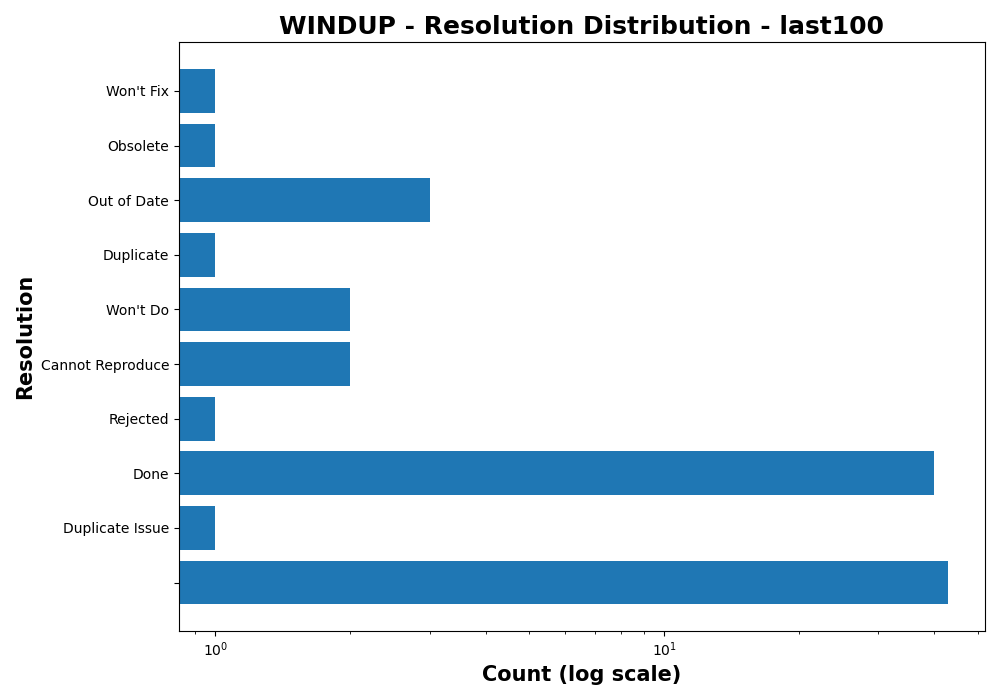 WINDUP - Resolution Distribution - last100
Won't Fix
Obsolete
Out of Date
Duplicate
Won't Do
Cannot Reproduce
Rejected
Done
Duplicate Issue
Resolution
10⁰ 10¹
Count (log scale)